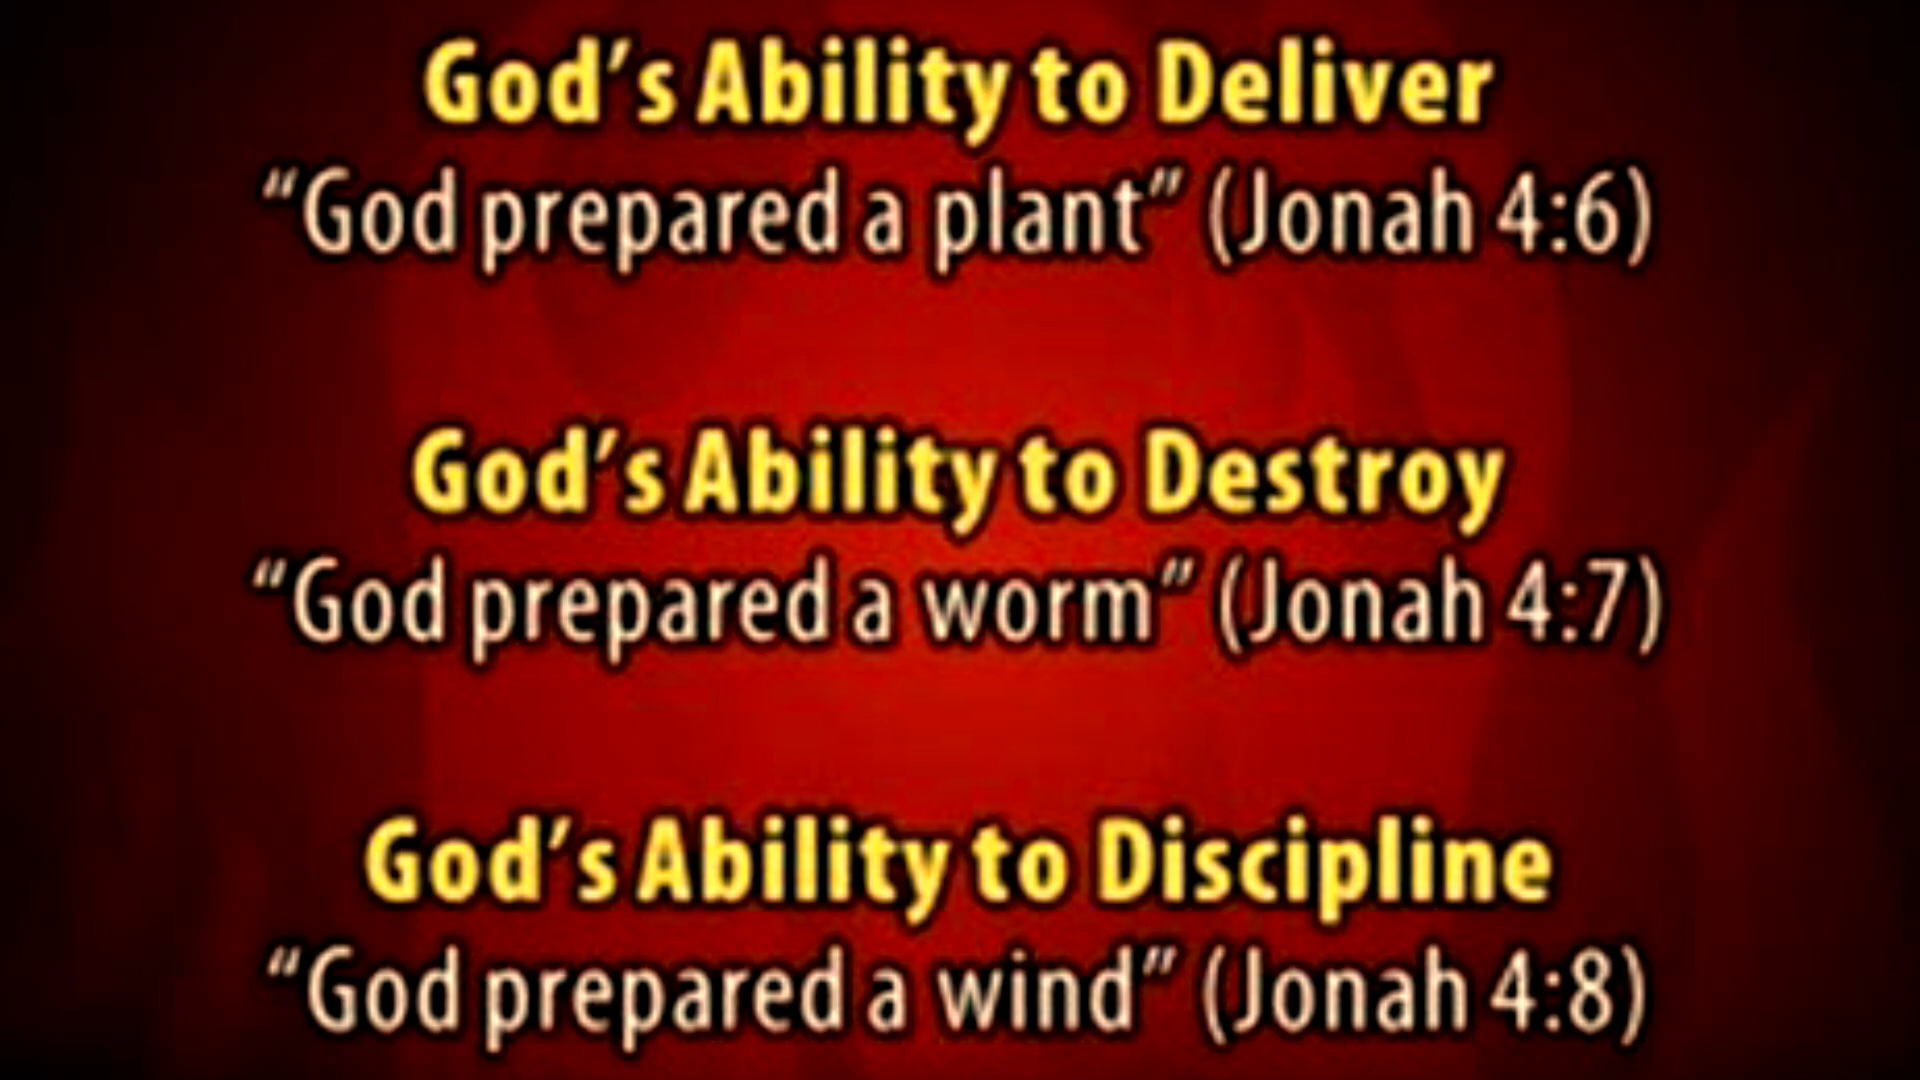 God’s Ability to Deliver
“God prepared a plant” (Jonah 4:6)
God’s Ability to Destroy
“God prepared a worm” (Jonah 4:7)
God’s Ability to Discipline
“God prepared a wind” (Jonah 4:8)